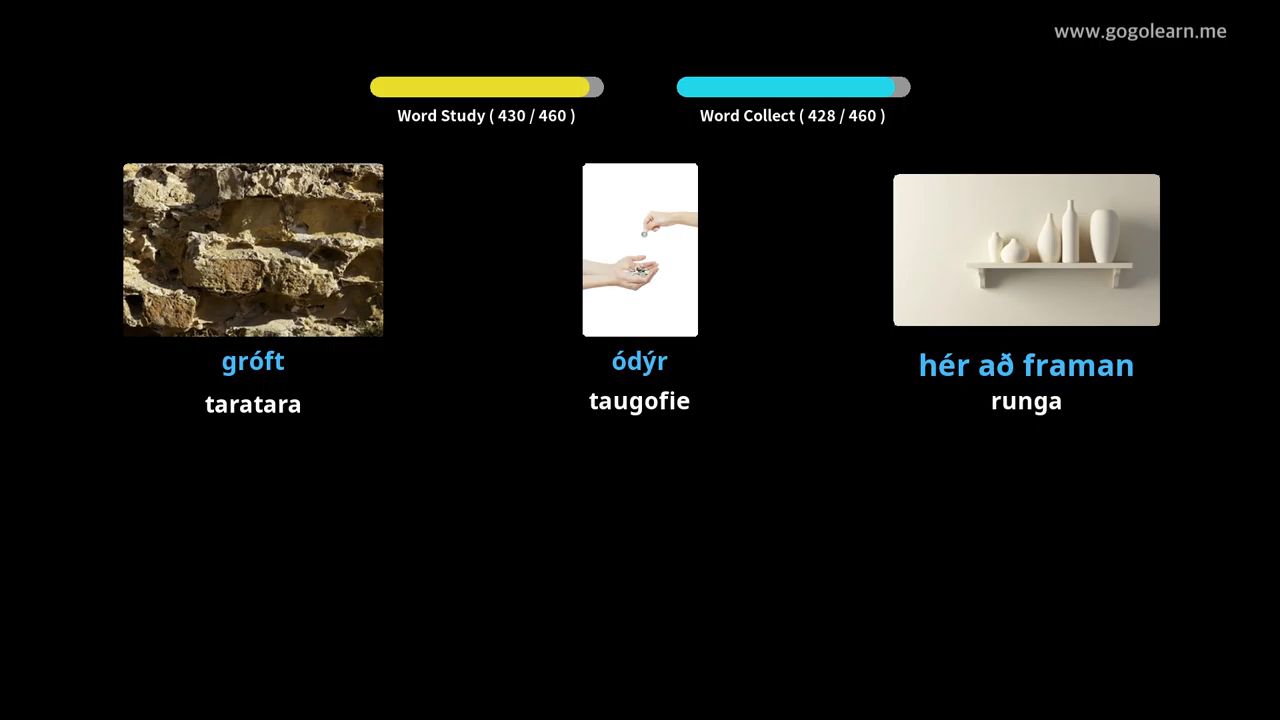 www.gogolearn.me
Word Study ( 430 / 460 )
Word Collect ( 428 / 460 )
gróft
taratara
ódýr
taugofie
hér að framan
runga